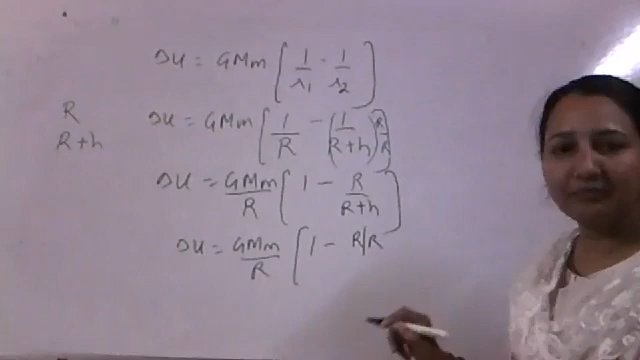 ΔU = GMm [ 1/r₁ - 1/r₂ ]
R
ΔU = GMm [ 1/R - (1/(R+h)) R/R ]
R+h
ΔU = GMm/R [ 1 - R/(R+h) ]
ΔU = GMm/R [ 1 - R/R